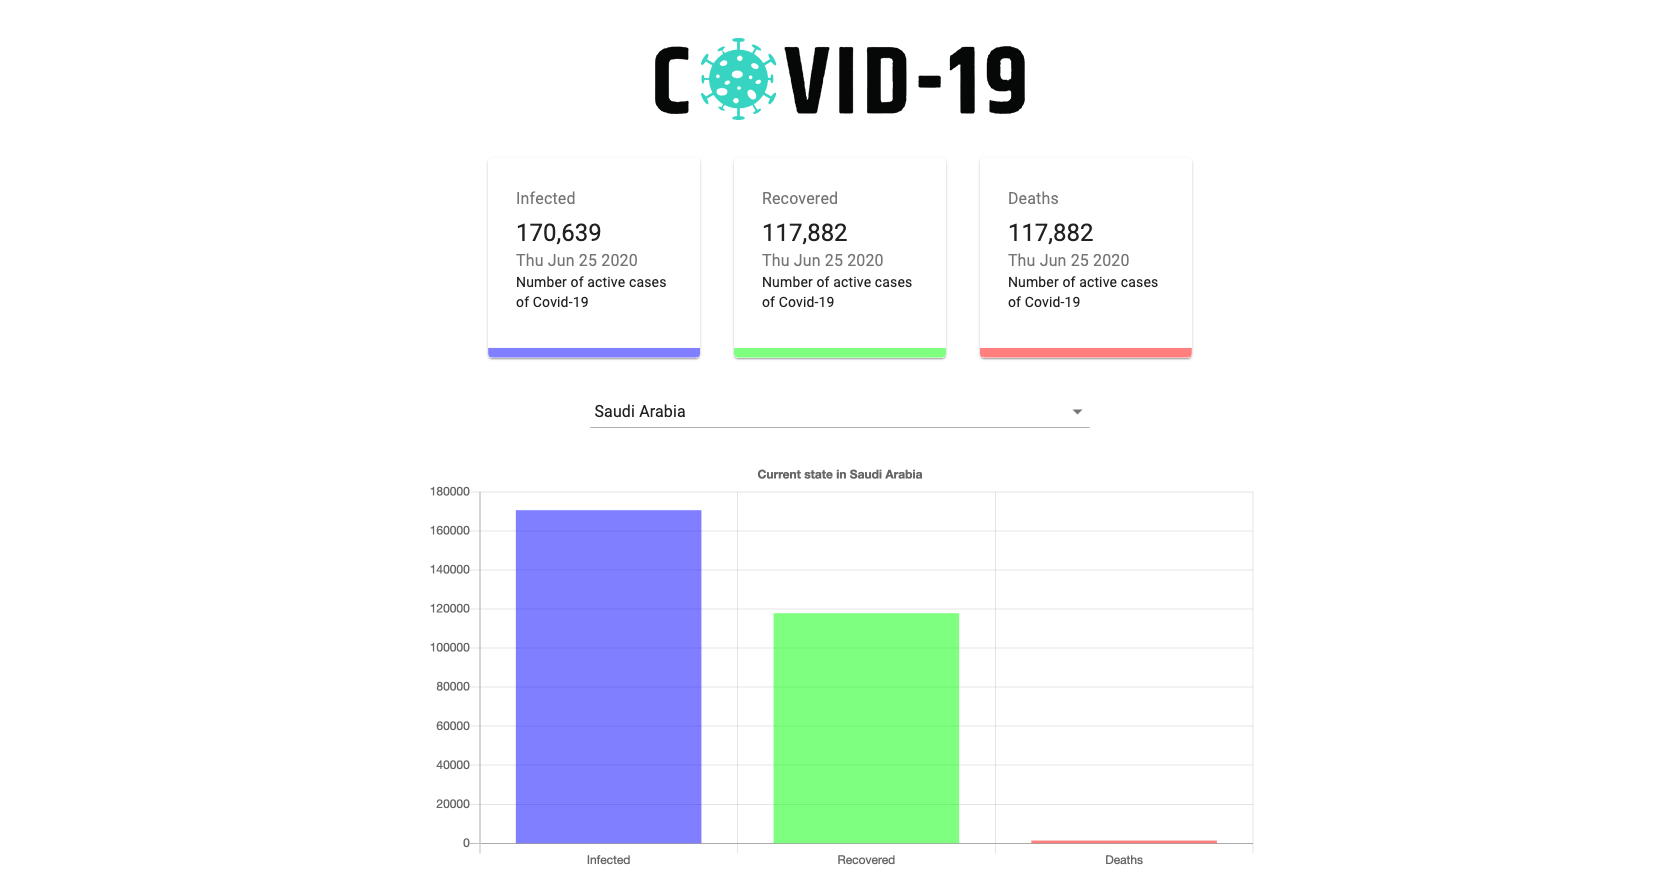 COVID-19
Infected
170,639
Thu Jun 25 2020
Number of active cases
of Covid-19
Recovered
117,882
Thu Jun 25 2020
Number of active cases
of Covid-19
Deaths
117,882
Thu Jun 25 2020
Number of active cases
of Covid-19
Saudi Arabia
Current state in Saudi Arabia
180000
160000
140000
120000
100000
80000
60000
40000
20000
0
Infected
Recovered
Deaths